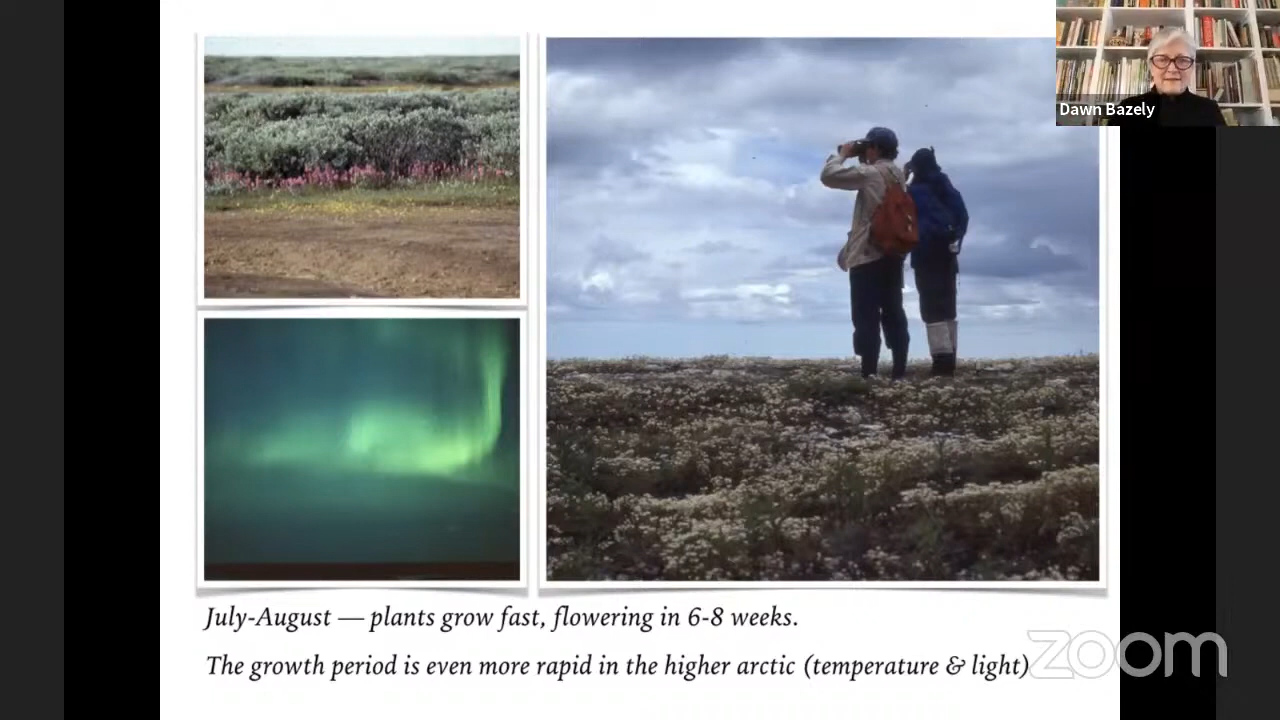 Dawn Bazely
July-August — plants grow fast, flowering in 6-8 weeks.
The growth period is even more rapid in the higher arctic (temperature & light)
zoom